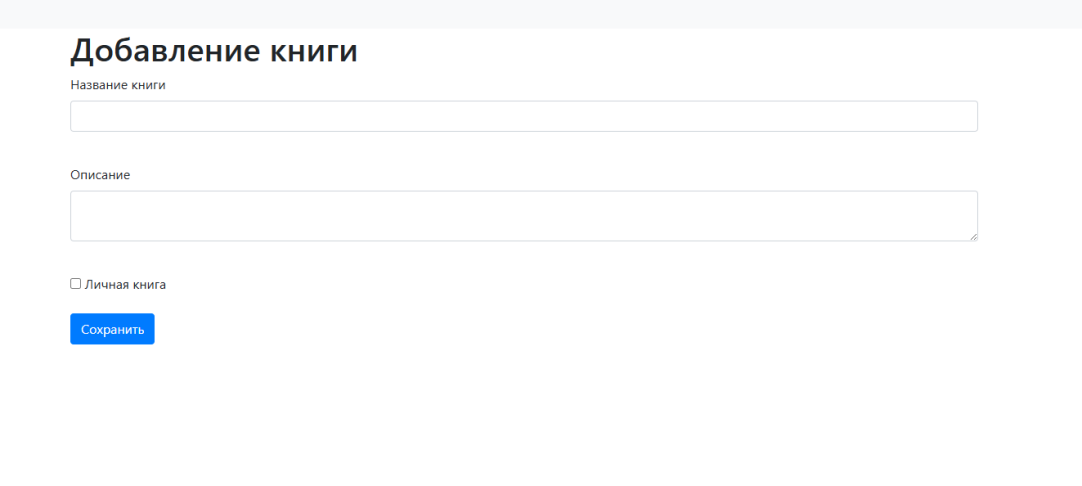 Добавление книги
Название книги
Описание
Личная книга
Сохранить